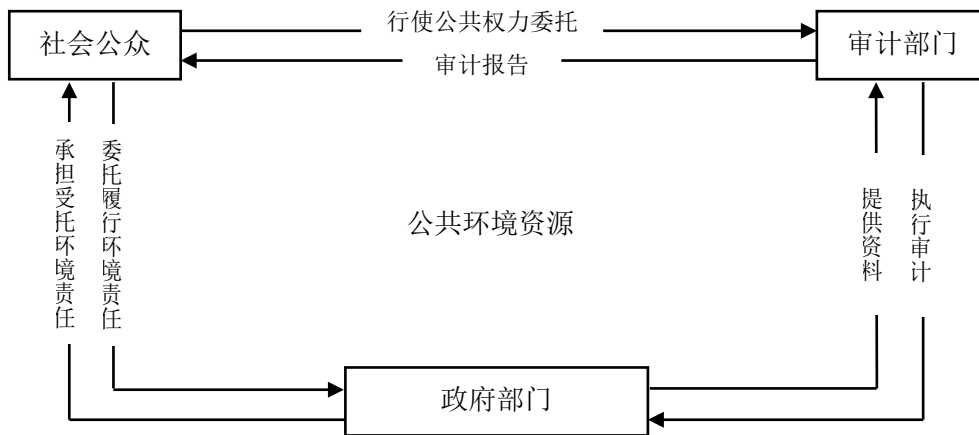 行使公共权力委托
社会公众
审计部门
审计报告
承担受托环境责任
委托履行环境责任
公共环境资源
提供资料
执行审计
政府部门